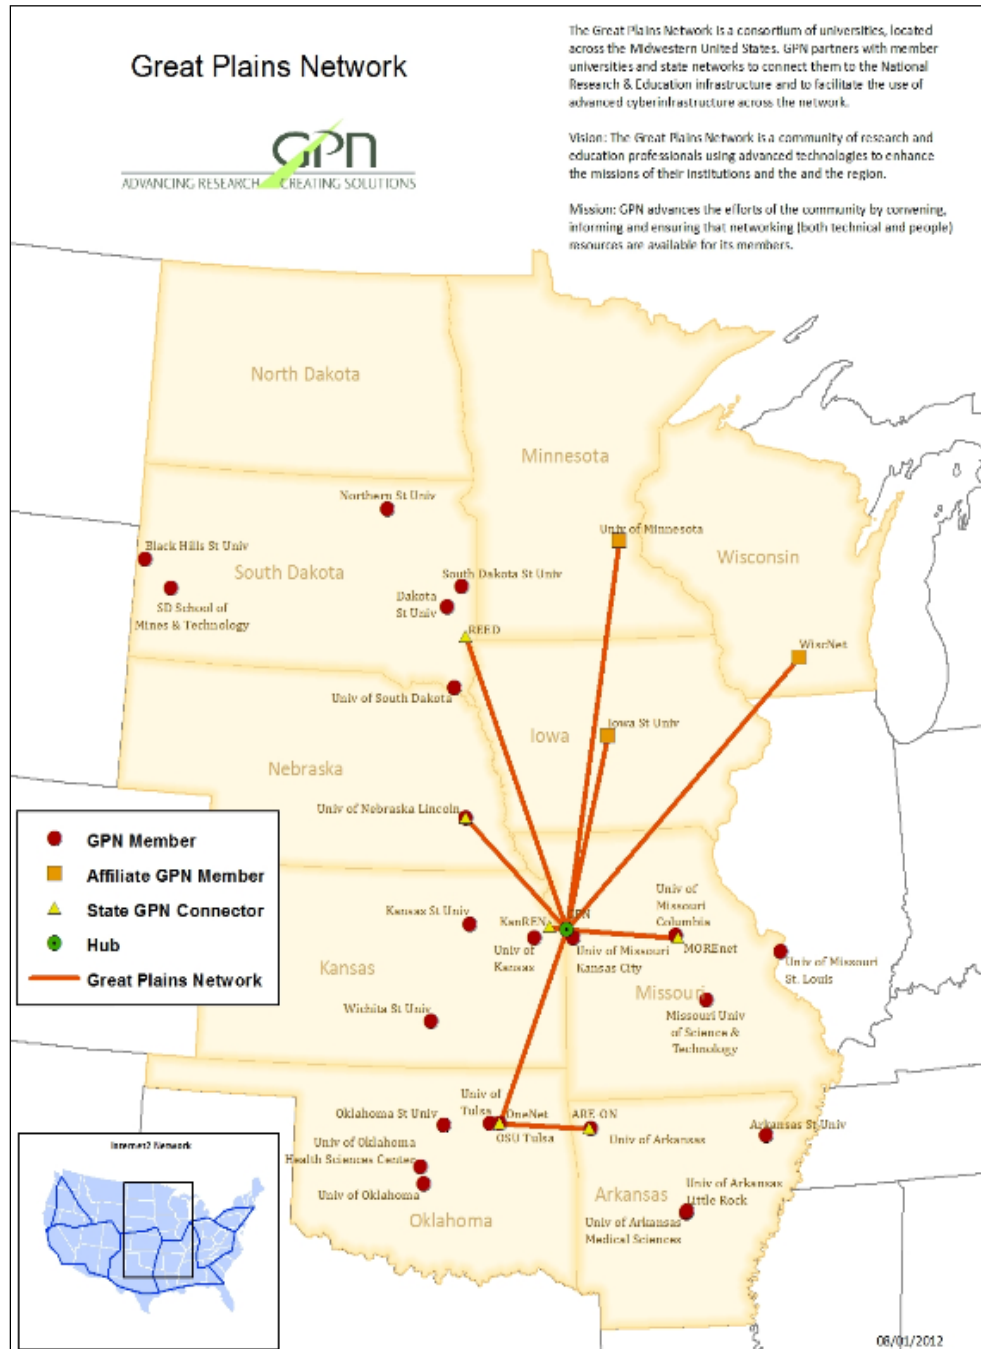 Great Plains Network
GPN
ADVANCING RESEARCH CREATING SOLUTIONS
The Great Plains Network is a consortium of universities, located
across the Midwestern United States. GPN partners with member
universities and state networks to connect them to the National
Research & Education infrastructure and to facilitate the use of
advanced cyberinfrastructure across the network.
Vision: The Great Plains Network is a community of research and
education professionals using advanced technologies to enhance
the missions of their institutions and the and the region.
Mission: GPN advances the efforts of the community by convening,
informing and ensuring that networking (both technical and people)
resources are available for its members.
North Dakota
Minnesota
Northern St Univ
Univ of Minnesota
Black Hills St Univ
South Dakota
Wisconsin
South Dakota St Univ
Dakota
St Univ
SD School of
Mines & Technology
REED
WiscNet
Univ of South Dakota
Iowa St Univ
Iowa
Nebraska
Univ of Nebraska Lincoln
GPN Member
Affiliate GPN Member
State GPN Connector
Hub
Great Plains Network
Kansas St Univ
KanREN
GPN
Univ of
Missouri
Columbia
Univ of
Kansas
Univ of Missouri
Kansas City
MOREnet
Univ of Missouri
St. Louis
Kansas
Missouri
Wichita St Univ
Missouri Univ
of Science &
Technology
Univ of
Tulsa
OneNet
OSU Tulsa
ARE ON
Oklahoma St Univ
Univ of Arkansas
Arkansas St Univ
Univ of Oklahoma
Health Sciences Center
Univ of Oklahoma
Oklahoma
Arkansas
Univ of Arkansas
Little Rock
Univ of Arkansas
Medical Sciences
Internet2 Network
08/01/2012